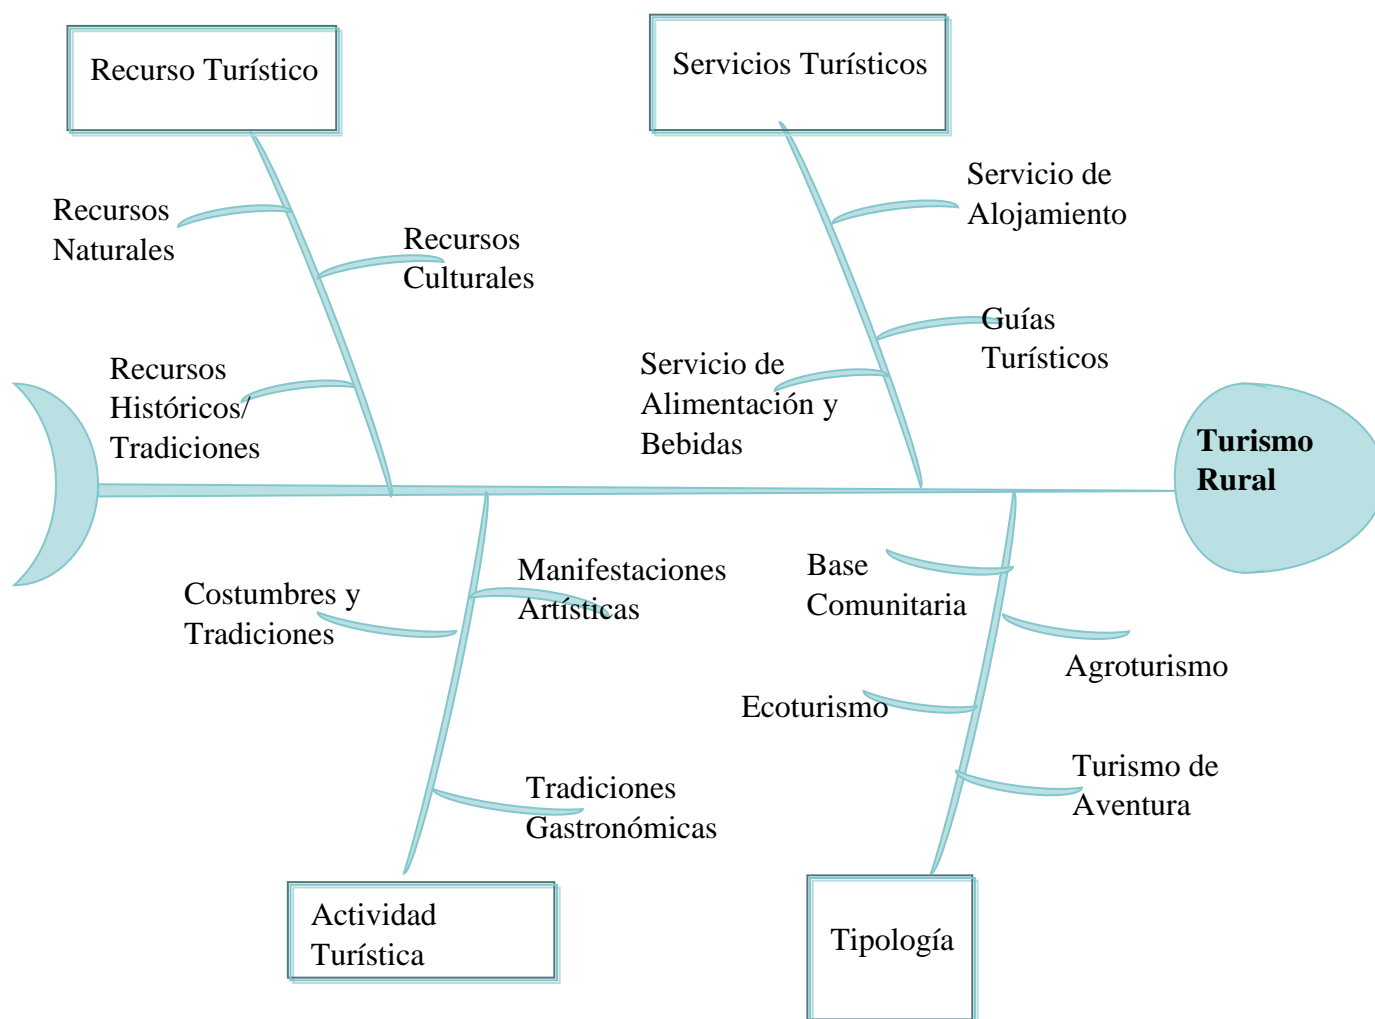 Recurso Turístico
Servicios Turísticos
Servicio de
Alojamiento
Recursos
Naturales
Recursos
Culturales
Guías
Turísticos
Servicio de
Alimentación y
Bebidas
Recursos
Históricos/
Tradiciones
Turismo
Rural
Manifestaciones
Artísticas
Base
Comunitaria
Costumbres y
Tradiciones
Agroturismo
Ecoturismo
Turismo de
Aventura
Tradiciones
Gastronómicas
Actividad
Turística
Tipología